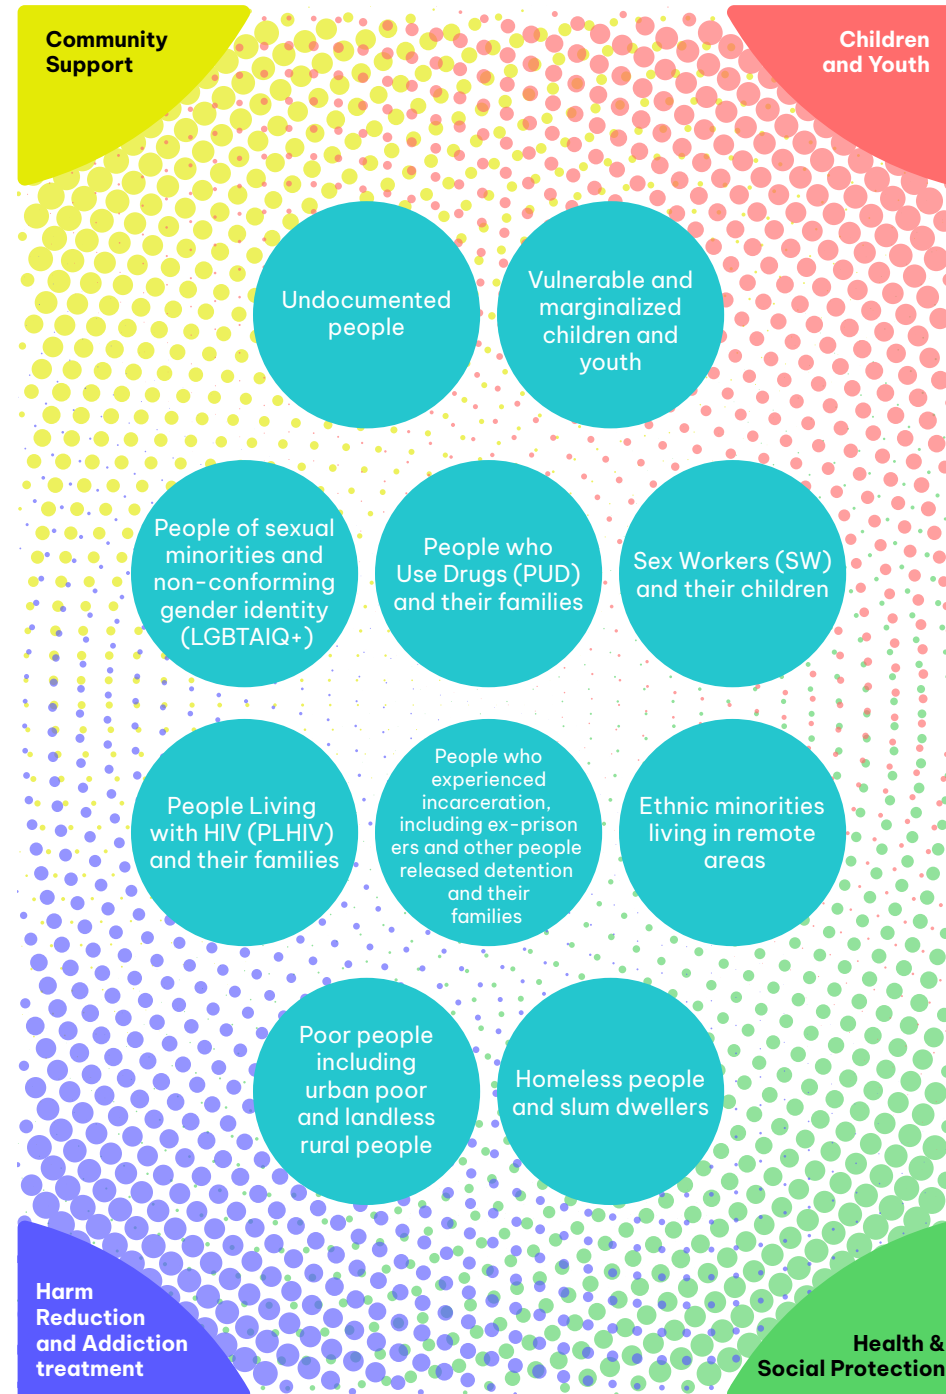 Community
Support
Children
and Youth
Undocumented
people
Vulnerable and
marginalized
children and
youth
People of sexual
minorities and
non-conforming
gender identity
(LGBTAIQ+)
People who
Use Drugs (PUD)
and their families
Sex Workers (SW)
and their children
People Living
with HIV (PLHIV)
and their families
People who
experienced
incarceration,
including ex-prison
ers and other people
released detention
and their
families
Ethnic minorities
living in remote
areas
Poor people
including
urban poor
and landless
rural people
Homeless people
and slum dwellers
Harm
Reduction
and Addiction
treatment
Health &
Social Protection